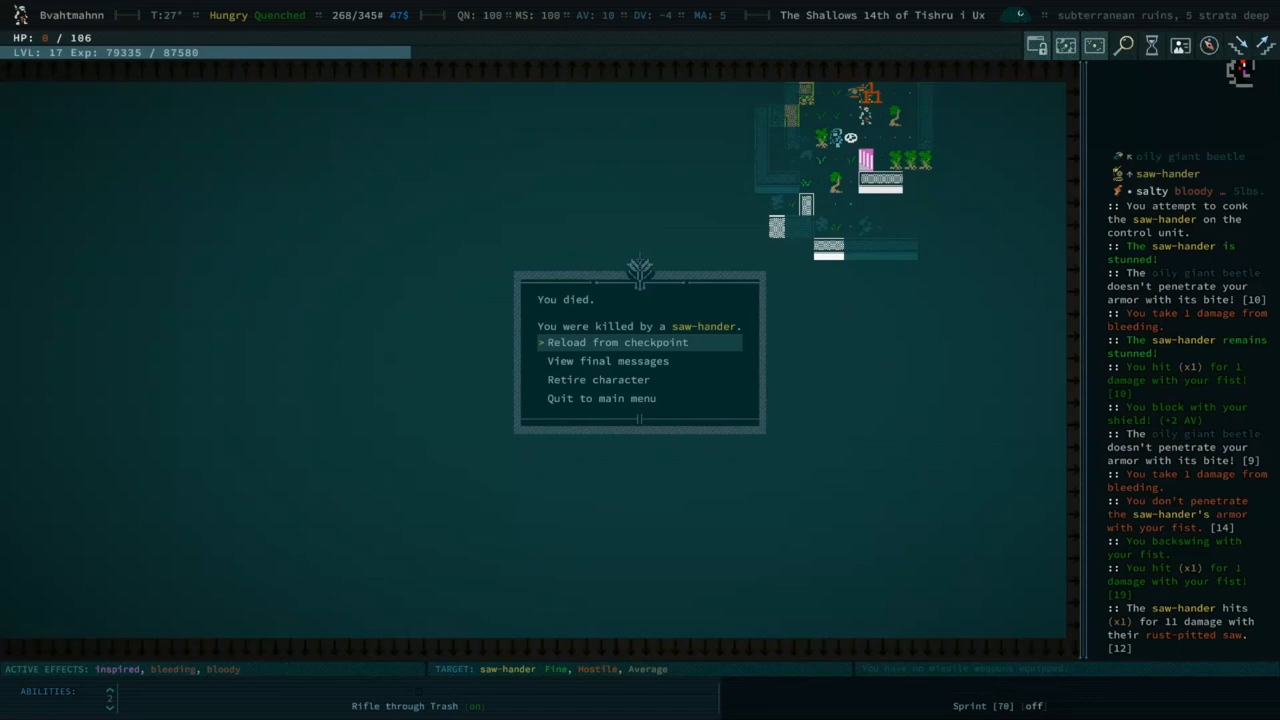 Bvahtmahnn T:27° :: Hungry Quenched :: 268/345# 47$ QN: 100 :: MS: 100 :: AV: 10 :: DV: -4 :: MA: 5 The Shallows 14th of Tishru i Ux :: subterranean ruins, 5 strata deep
HP: 0 / 106
LVL: 17 Exp: 79335 / 87580
oily giant beetle
saw-hander
salty bloody … 5lbs.
:: You attempt to conk
the saw-hander on the
control unit.
:: The saw-hander is
stunned!
:: The oily giant beetle
doesn't penetrate your
armor with its bite! [10]
:: You take 1 damage from
bleeding.
:: The saw-hander remains
stunned!
:: You hit (x1) for 1
damage with your fist!
[10]
:: You block with your
shield! (+2 AV)
:: The oily giant beetle
doesn't penetrate your
armor with its bite! [9]
:: You take 1 damage from
bleeding.
:: You don't penetrate
the saw-hander's armor
with your fist. [14]
:: You backswing with
your fist.
:: You hit (x1) for 1
damage with your fist!
[19]
:: The saw-hander hits
(x1) for 11 damage with
their rust-pitted saw.
[12]
You died.
You were killed by a saw-hander.
> Reload from checkpoint
View final messages
Retire character
Quit to main menu
ACTIVE EFFECTS: inspired, bleeding, bloody
TARGET: saw-hander Fine, Hostile, Average
You have no missile weapons equipped.
ABILITIES: 2
Rifle through Trash [on]
Sprint [70] [off]